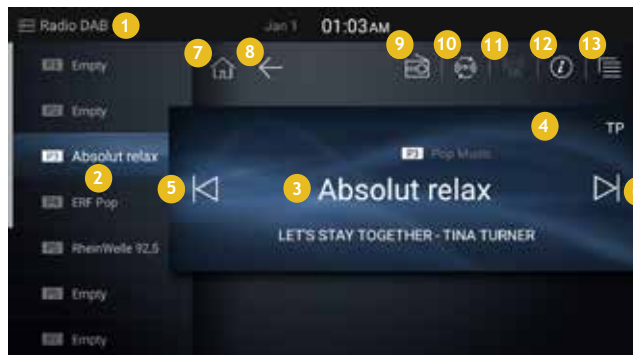 Radio DAB 1 Jan 1 01:03 AM
7 8 9 10 11 12 13
Empty
Empty
4 TP
P3 Absolut relax
P3 Pop Music
2
5 3 Absolut relax
ERF Pop
LET'S STAY TOGETHER - TINA TURNER
RheinWelle 92,5
Empty
Empty